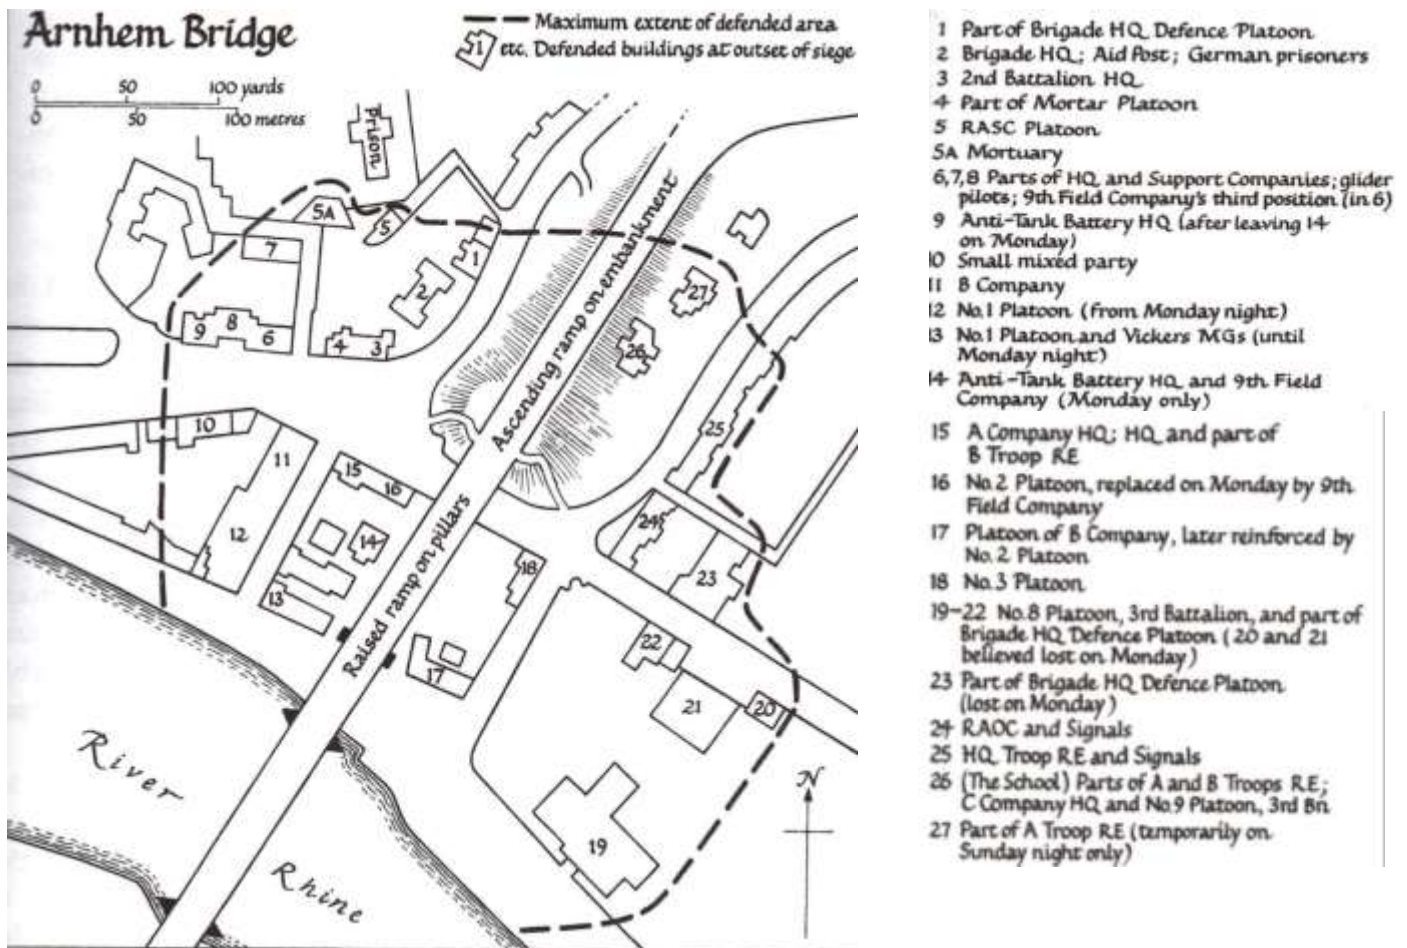 Arnhem Bridge
Maximum extent of defended area
1 etc. Defended buildings at outset of siege
0 50 100 yards
0 50 100 metres
Prison
5A
5
7
1
2
9 8 6
4 3
27
26
Ascending ramp on embankment
25
10
11
12
15
16
14
13
Raised ramp on pillars
18
17
24
23
22
21
20
19
River
Rhine
N
1 Part of Brigade HQ Defence Platoon
2 Brigade HQ; Aid Post; German prisoners
3 2nd Battalion HQ
4 Part of Mortar Platoon
5 RASC Platoon
5A Mortuary
6,7,8 Parts of HQ and Support Companies; glider
pilots; 9th Field Company's third position (in 6)
9 Anti-Tank Battery HQ (after leaving 14
on Monday)
10 Small mixed party
11 B Company
12 No.1 Platoon (from Monday night)
13 No.1 Platoon and Vickers MGs (until
Monday night)
14 Anti-Tank Battery HQ and 9th Field
Company (Monday only)
15 A Company HQ; HQ and part of
B Troop RE
16 No.2 Platoon, replaced on Monday by 9th
Field Company
17 Platoon of B Company, later reinforced by
No.2 Platoon
18 No.3 Platoon
19-22 No.8 Platoon, 3rd Battalion, and part of
Brigade HQ Defence Platoon (20 and 21
believed lost on Monday)
23 Part of Brigade HQ Defence Platoon
(lost on Monday)
24 RAOC and Signals
25 HQ Troop RE and Signals
26 (The School) Parts of A and B Troops RE;
C Company HQ and No.9 Platoon, 3rd Bn
27 Part of A Troop RE (temporarily on
Sunday night only)